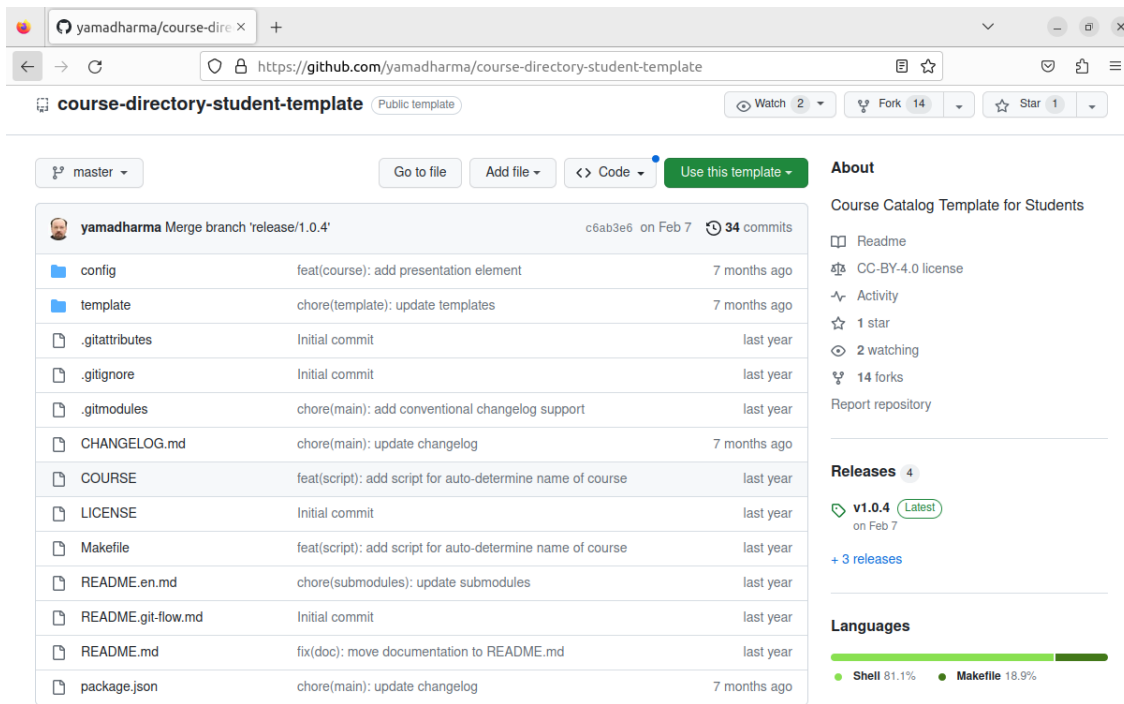 yamadharma/course-dire
https://github.com/yamadharma/course-directory-student-template
course-directory-student-template Public template Watch 2 Fork 14 Star 1
master Go to file Add file Code Use this template
yamadharma Merge branch 'release/1.0.4' c6ab3e6 on Feb 7 34 commits
config feat(course): add presentation element 7 months ago
template chore(template): update templates 7 months ago
.gitattributes Initial commit last year
.gitignore Initial commit last year
.gitmodules chore(main): add conventional changelog support last year
CHANGELOG.md chore(main): update changelog 7 months ago
COURSE feat(script): add script for auto-determine name of course last year
LICENSE Initial commit last year
Makefile feat(script): add script for auto-determine name of course last year
README.en.md chore(submodules): update submodules last year
README.git-flow.md Initial commit last year
README.md fix(doc): move documentation to README.md last year
package.json chore(main): update changelog 7 months ago
About
Course Catalog Template for Students
Readme
CC-BY-4.0 license
Activity
1 star
2 watching
14 forks
Report repository
Releases 4
v1.0.4 Latest
on Feb 7
+ 3 releases
Languages
Shell 81.1% Makefile 18.9%